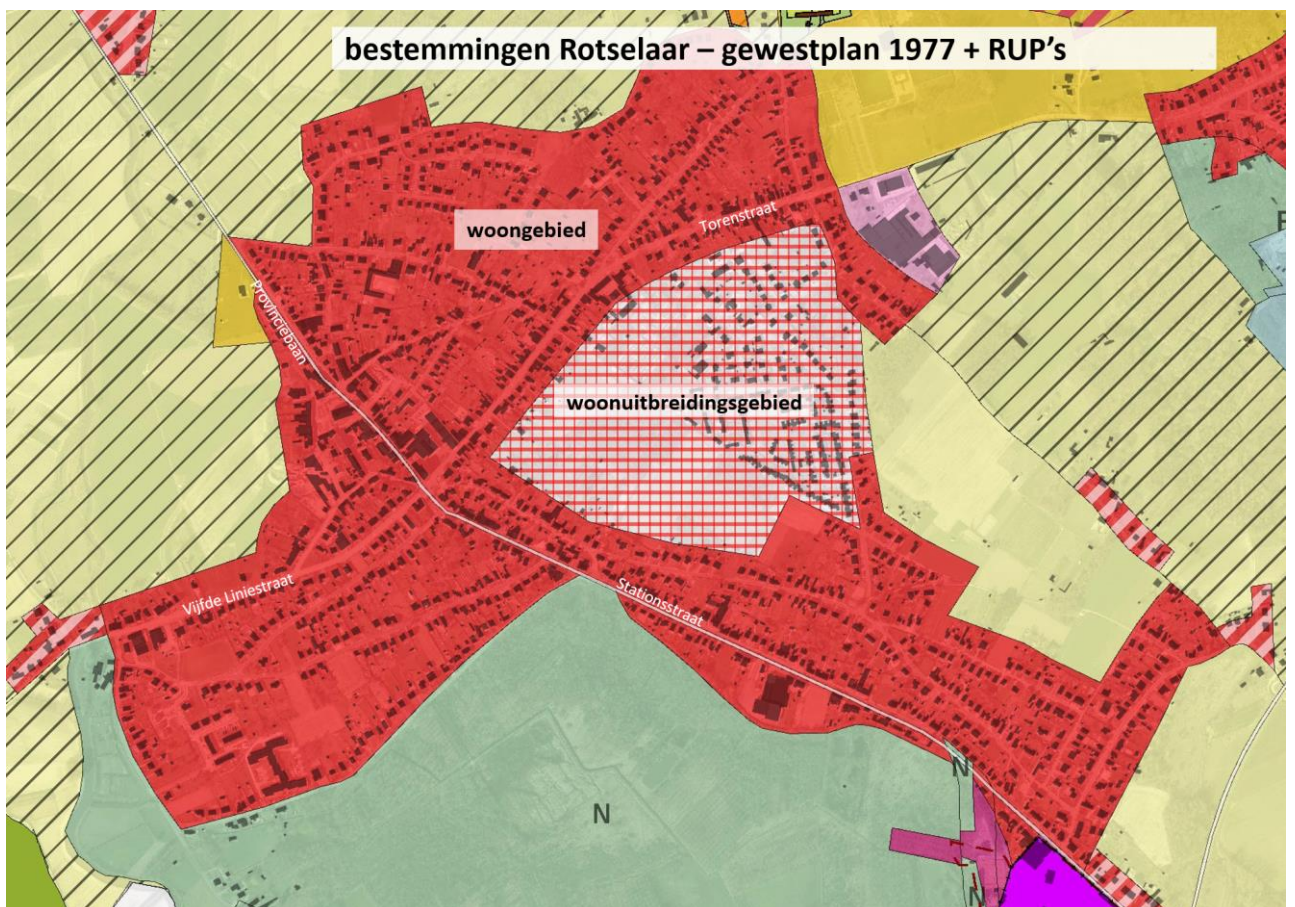 bestemmingen Rotselaar – gewestplan 1977 + RUP's
woongebied
Torenstraat
Provinciebaan
woonuitbreidingsgebied
Vijfde Liniestraat
Stationsstraat
N
N
N